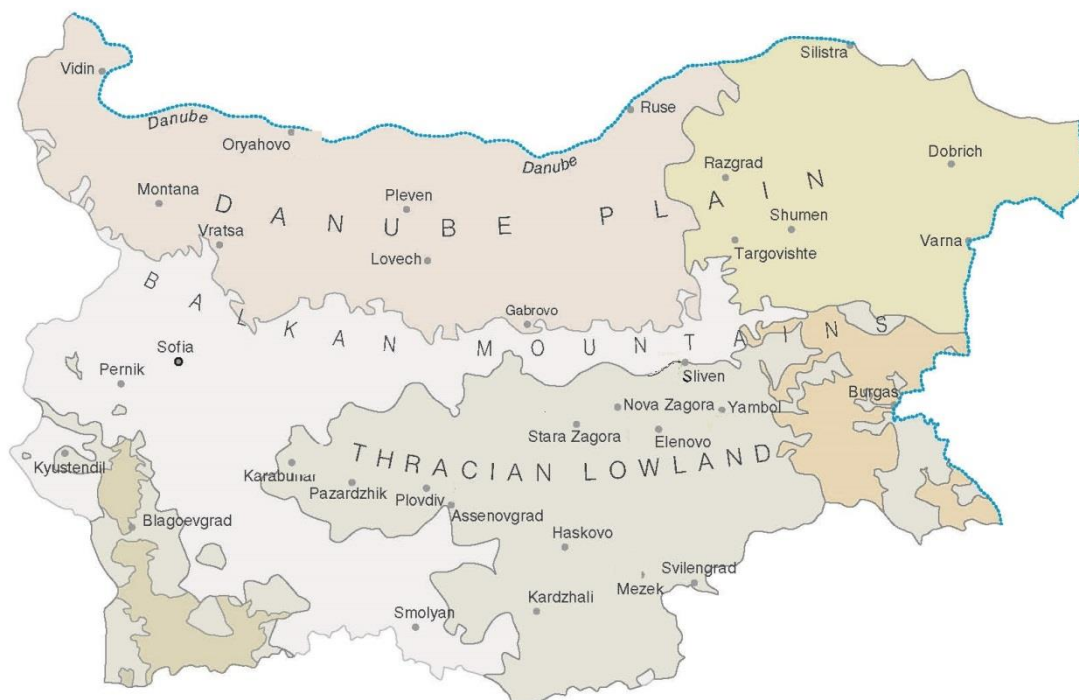 Silistra
Vidin
Ruse
Danube
Oryahovo
Danube
Dobrich
Razgrad
Montana
Pleven
DANUBE PLAIN
Shumen
Vratsa
Targovishte
Varna
Lovech
BALKAN MOUNTAINS
Gabrovo
Sofia
Pernik
Sliven
Burgas
Nova Zagora
Yambol
Stara Zagora
Elenovo
THRACIAN LOWLAND
Kyustendil
Karabunar
Pazardzhik
Plovdiv
Assenovgrad
Blagoevgrad
Haskovo
Svilengrad
Mezek
Kardzhali
Smolyan